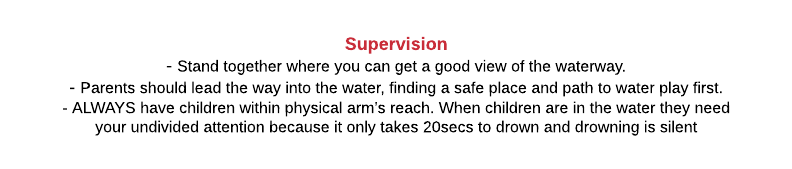 Supervision
- Stand together where you can get a good view of the waterway.
- Parents should lead the way into the water, finding a safe place and path to water play first.
- ALWAYS have children within physical arm's reach. When children are in the water they need
your undivided attention because it only takes 20secs to drown and drowning is silent